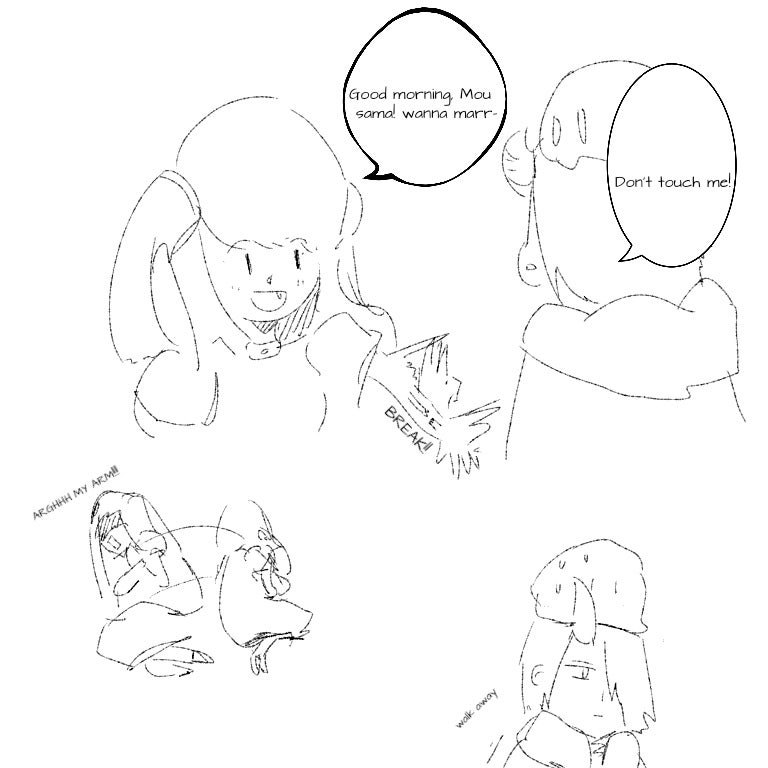 Good morning, Mou
sama! wanna marr-
Don't touch me!
BREAK!!
ARGHHH MY ARM!!
walk away